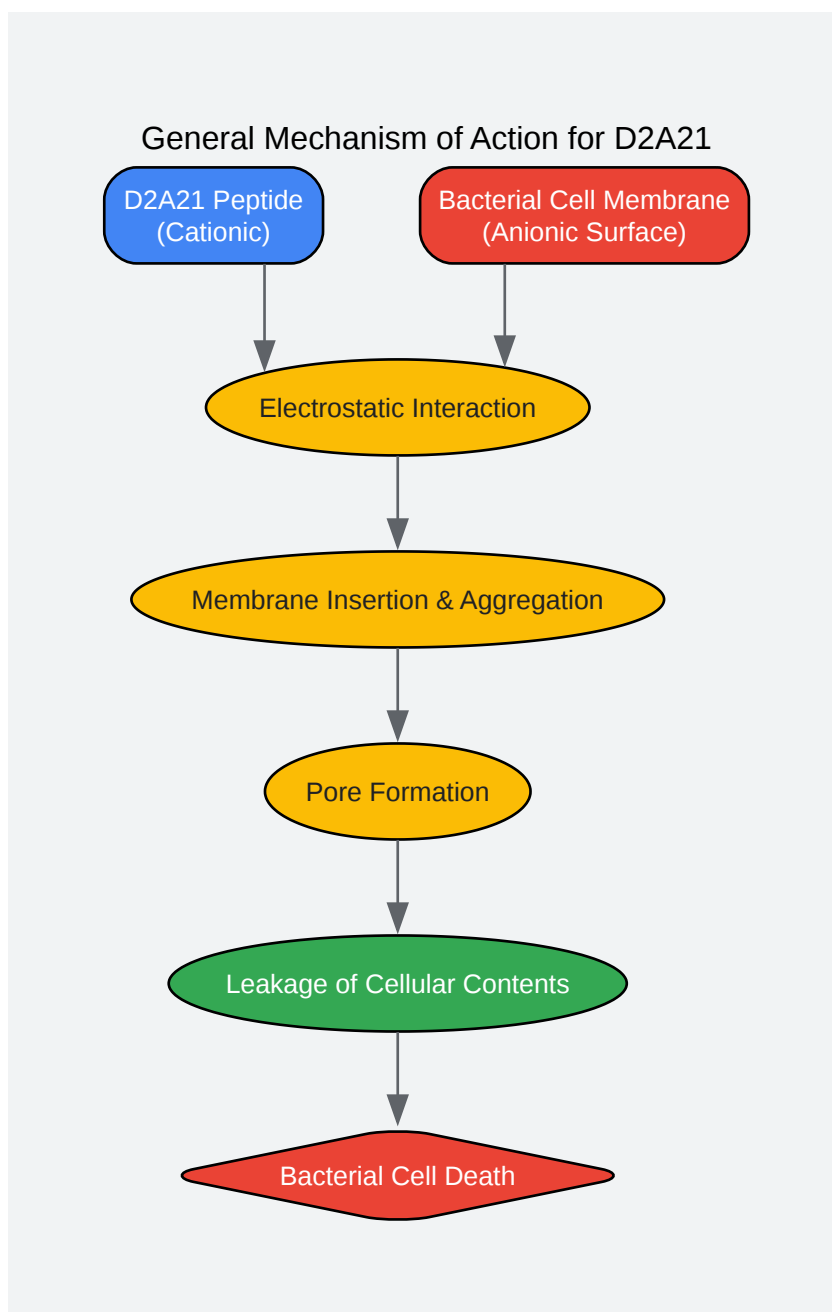 General Mechanism of Action for D2A21
D2A21 Peptide
(Cationic)
Bacterial Cell Membrane
(Anionic Surface)
Electrostatic Interaction
Membrane Insertion & Aggregation
Pore Formation
Leakage of Cellular Contents
Bacterial Cell Death